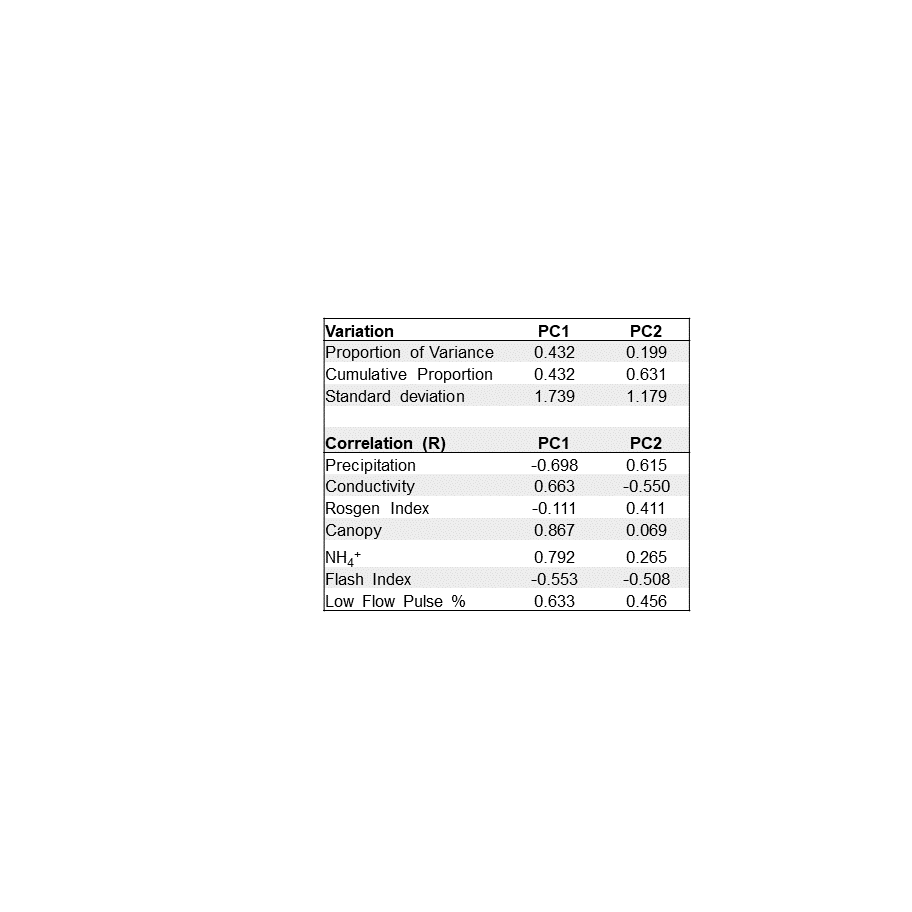 Variation PC1 PC2
Proportion of Variance 0.432 0.199
Cumulative Proportion 0.432 0.631
Standard deviation 1.739 1.179
Correlation (R) PC1 PC2
Precipitation -0.698 0.615
Conductivity 0.663 -0.550
Rosgen Index -0.111 0.411
Canopy 0.867 0.069
NH₄⁺ 0.792 0.265
Flash Index -0.553 -0.508
Low Flow Pulse % 0.633 0.456